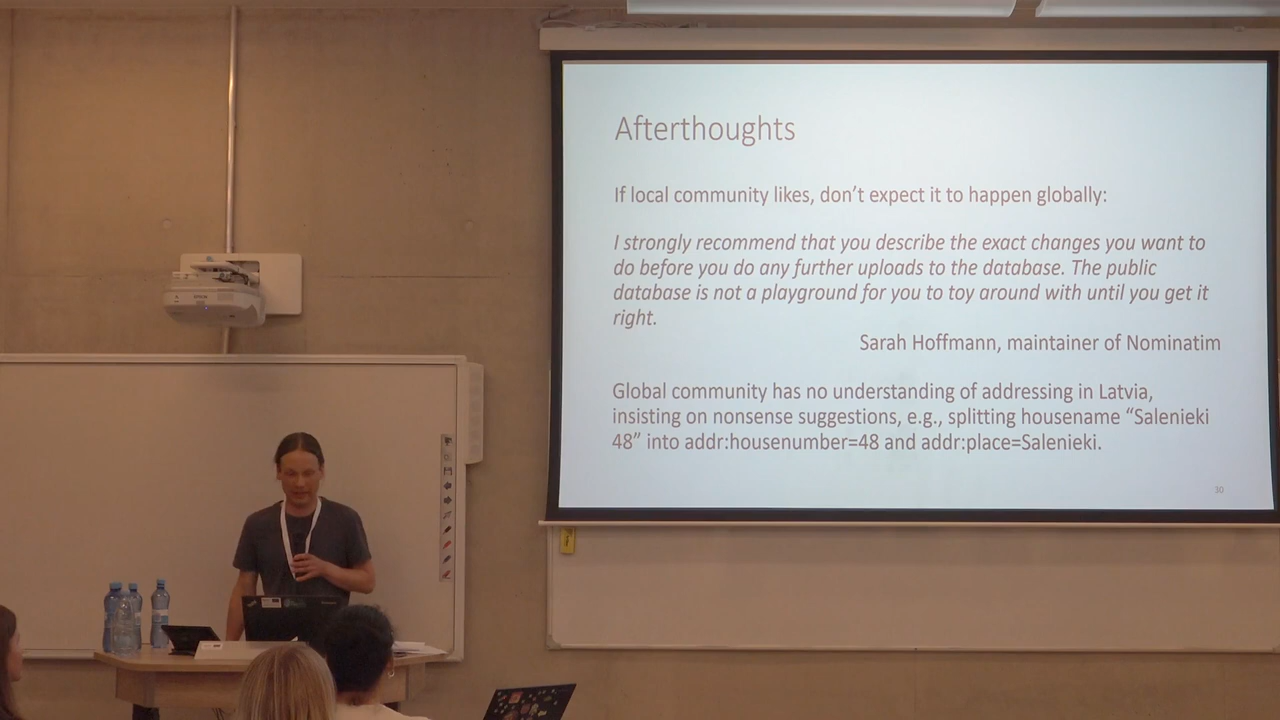 Afterthoughts
If local community likes, don't expect it to happen globally:
I strongly recommend that you describe the exact changes you want to
do before you do any further uploads to the database. The public
database is not a playground for you to toy around with until you get it
right.
Sarah Hoffmann, maintainer of Nominatim
Global community has no understanding of addressing in Latvia,
insisting on nonsense suggestions, e.g., splitting housename “Salenieki
48” into addr:housenumber=48 and addr:place=Salenieki.
30
EPSON